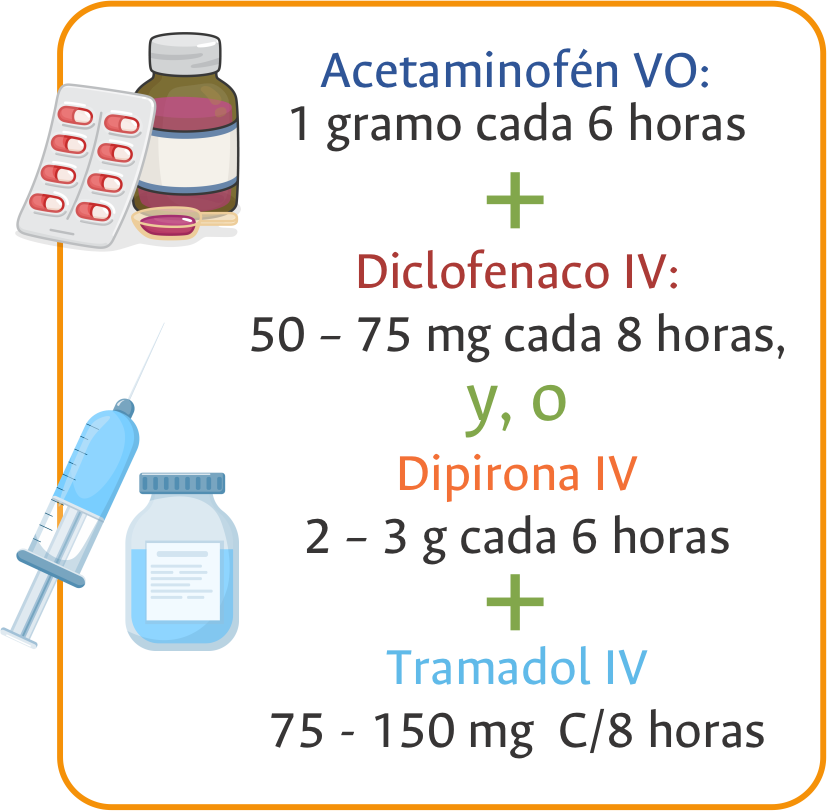 Acetaminofén VO:
1 gramo cada 6 horas
+
Diclofenaco IV:
50 – 75 mg cada 8 horas,
y, o
Dipirona IV
2 – 3 g cada 6 horas
+
Tramadol IV
75 - 150 mg C/8 horas